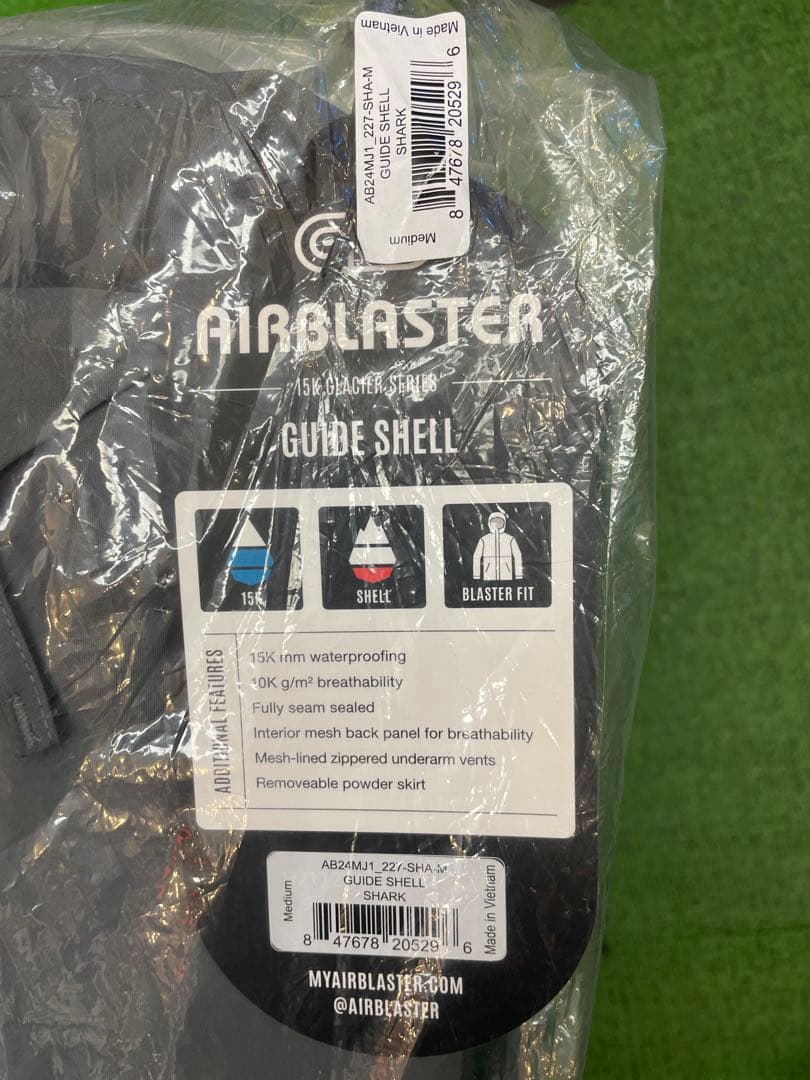 Made in Vietnam
AB24MJ1_227-SHA-M
GUIDE SHELL
SHARK
8 47678 20529 6
Medium
AIRBLASTER
15K GLACIER SERIES
GUIDE SHELL
15K
SHELL
BLASTER FIT
ADDITIONAL FEATURES
15K mm waterproofing
10K g/m² breathability
Fully seam sealed
Interior mesh back panel for breathability
Mesh-lined zippered underarm vents
Removeable powder skirt
AB24MJ1_227-SHA-M
GUIDE SHELL
SHARK
Medium
8 47678 20529 6
Made in Vietnam
MYAIRBLASTER.COM
@AIRBLASTER